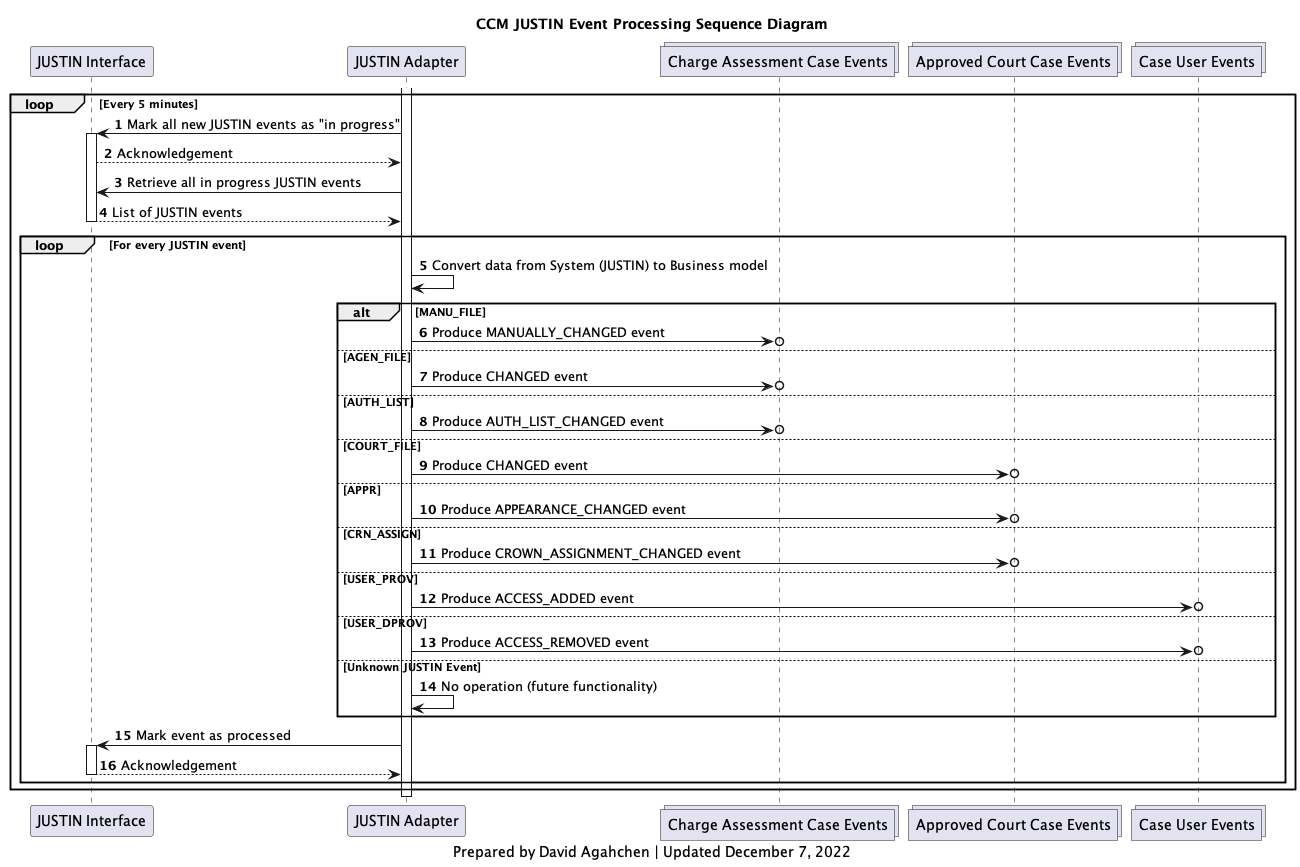 CCM JUSTIN Event Processing Sequence Diagram
JUSTIN Interface
JUSTIN Adapter
Charge Assessment Case Events
Approved Court Case Events
Case User Events
loop [Every 5 minutes]
1 Mark all new JUSTIN events as "in progress"
2 Acknowledgement
3 Retrieve all in progress JUSTIN events
4 List of JUSTIN events
loop [For every JUSTIN event]
5 Convert data from System (JUSTIN) to Business model
alt [MANU_FILE]
6 Produce MANUALLY_CHANGED event
[AGEN_FILE]
7 Produce CHANGED event
[AUTH_LIST]
8 Produce AUTH_LIST_CHANGED event
[COURT_FILE]
9 Produce CHANGED event
[APPR]
10 Produce APPEARANCE_CHANGED event
[CRN_ASSIGN]
11 Produce CROWN_ASSIGNMENT_CHANGED event
[USER_PROV]
12 Produce ACCESS_ADDED event
[USER_DPROV]
13 Produce ACCESS_REMOVED event
[Unknown JUSTIN Event]
14 No operation (future functionality)
15 Mark event as processed
16 Acknowledgement
JUSTIN Interface
JUSTIN Adapter
Charge Assessment Case Events
Approved Court Case Events
Case User Events
Prepared by David Agahchen | Updated December 7, 2022